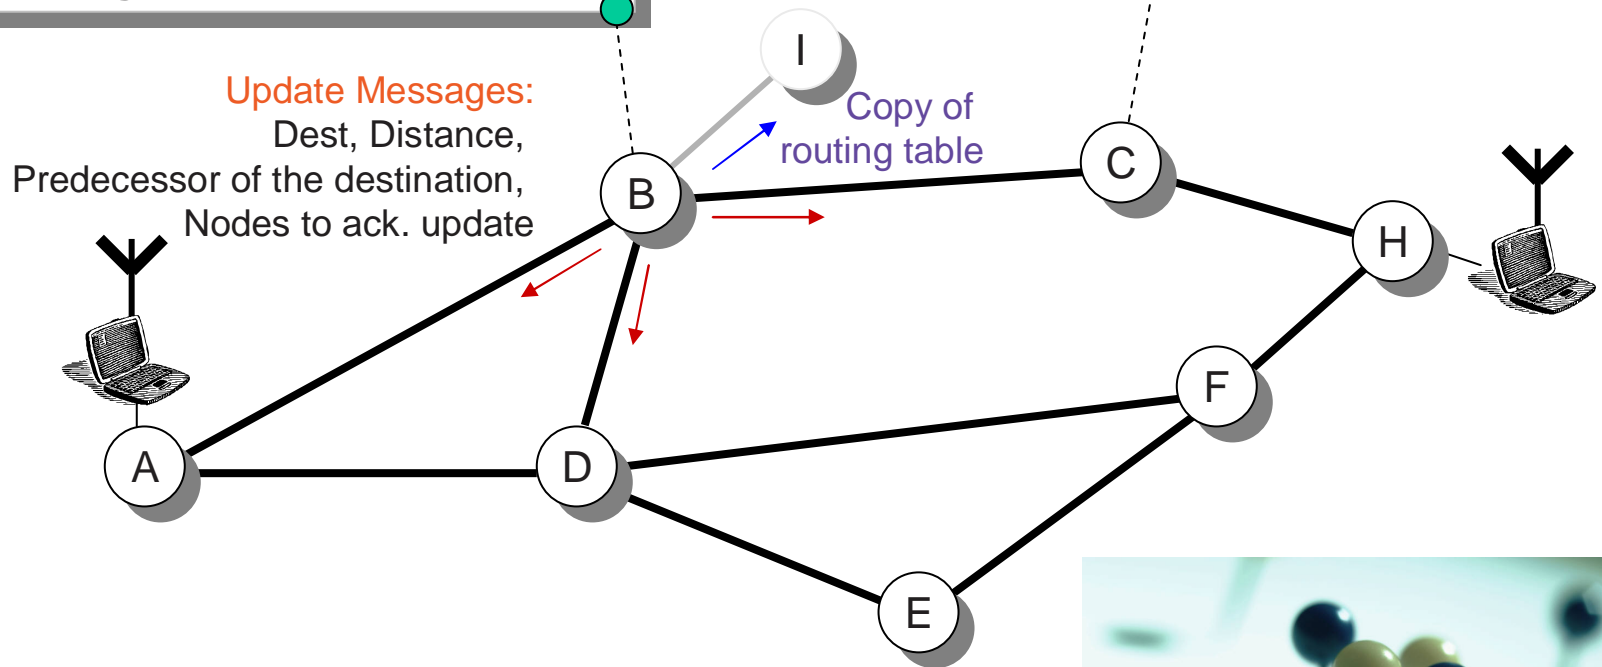 Update Messages:
Dest, Distance,
Predecessor of the destination,
Nodes to ack. update
I
Copy of
routing table
B
C
H
F
A
D
E